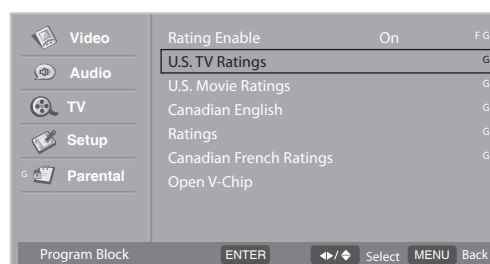 Video
Audio
TV
Setup
G Parental
Rating Enable On F G
U.S. TV Ratings G
U.S. Movie Ratings G
Canadian English G
Ratings G
Canadian French Ratings G
Open V-Chip
Program Block ENTER / Select MENU Back